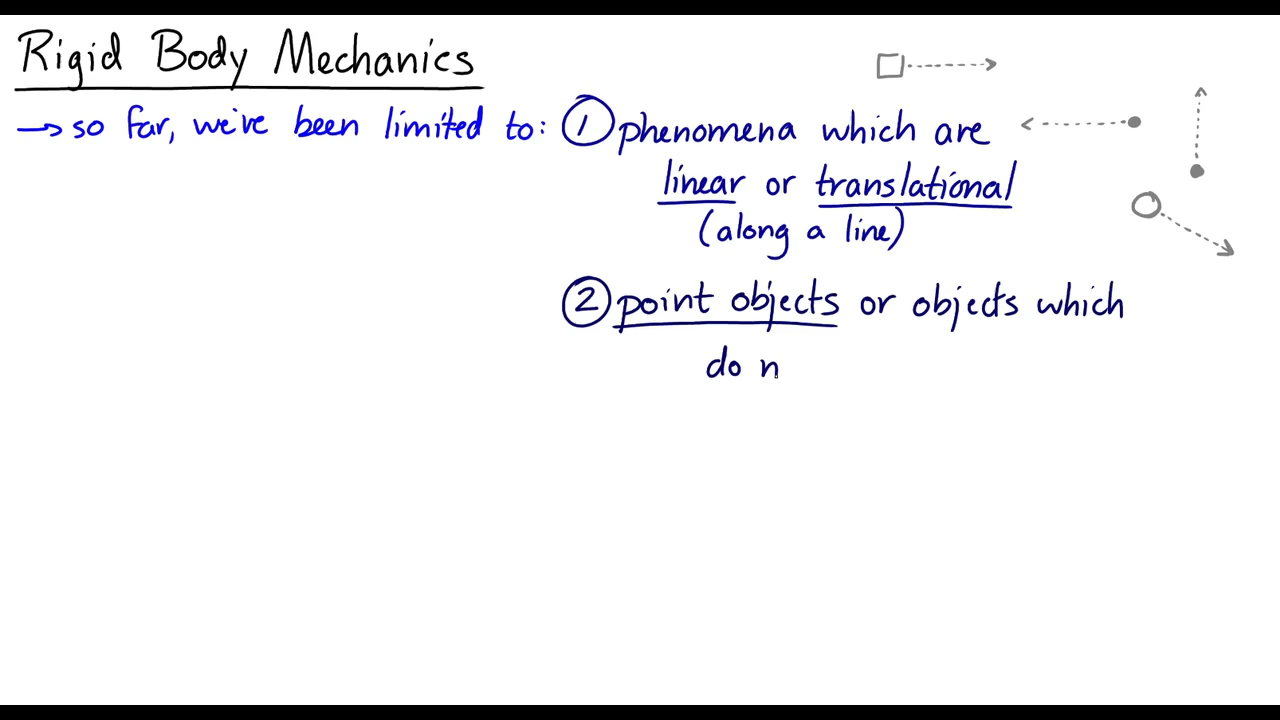 Rigid Body Mechanics
→ so far, we've been limited to: ① phenomena which are
linear or translational
(along a line)
② point objects or objects which
do n